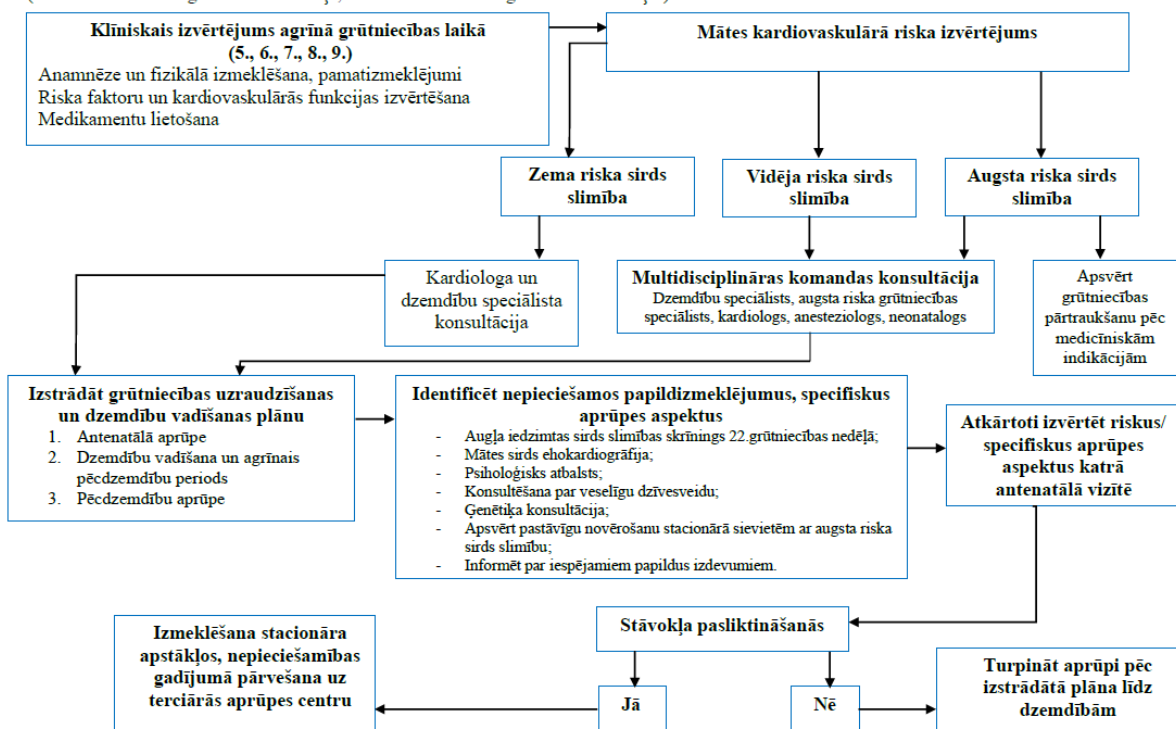 Klīniskais izvērtējums agrīnā grūtniecības laikā
(5., 6., 7., 8., 9.)
Anamnēze un fizikālā izmeklēšana, pamatizmeklējumi
Riska faktoru un kardiovaskulārās funkcijas izvērtēšana
Medikamentu lietošana
Mātes kardiovaskulārā riska izvērtējums
Zema riska sirds
slimība
Vidēja riska sirds
slimība
Augsta riska sirds
slimība
Kardiologa un
dzemdību speciālista
konsultācija
Multidisciplināras komandas konsultācija
Dzemdību speciālists, augsta riska grūtniecības
speciālists, kardiologs, anesteziologs, neonatalogs
Apsvērt
grūtniecības
pārtraukšanu pēc
medicīniskām
indikācijām
Izstrādāt grūtniecības uzraudzīšanas
un dzemdību vadīšanas plānu
1. Antenatālā aprūpe
2. Dzemdību vadīšana un agrīnais
pēcdzemdību periods
3. Pēcdzemdību aprūpe
Identificēt nepieciešamos papildizmeklējumus, specifiskus
aprūpes aspektus
- Augļa iedzimtas sirds slimības skrīnings 22.grūtniecības nedēļā;
- Mātes sirds ehokardiogrāfija;
- Psiholoģisks atbalsts;
- Konsultēšana par veselīgu dzīvesveidu;
- Ģenētiķa konsultācija;
- Apsvērt pastāvīgu novērošanu stacionārā sievietēm ar augsta riska
sirds slimību;
- Informēt par iespējamiem papildus izdevumiem.
Atkārtoti izvērtēt riskus/
specifiskus aprūpes
aspektus katrā
antenatālā vizītē
Stāvokļa pasliktināšanās
Izmeklēšana stacionāra
apstākļos, nepieciešamības
gadījumā pārvešana uz
terciārās aprūpes centru
Jā
Nē
Turpināt aprūpi pēc
izstrādātā plāna līdz
dzemdībām